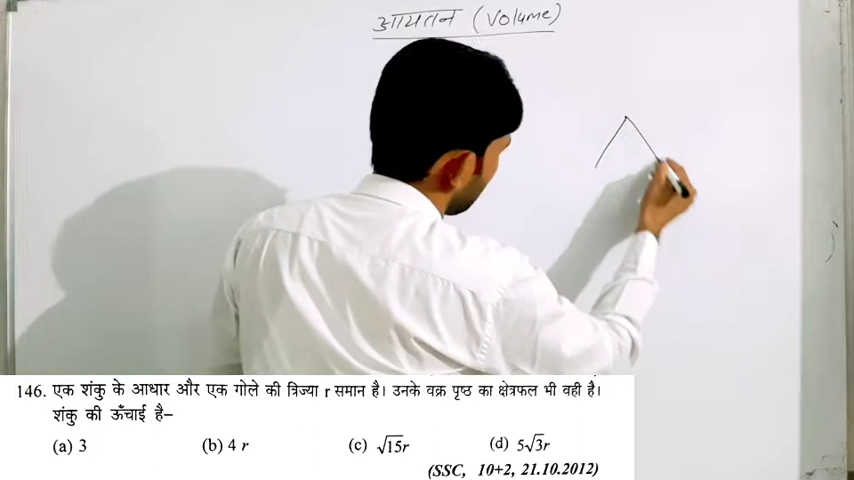 आयतन (Volume)
146. एक शंकु के आधार और एक गोले की त्रिज्या r समान है। उनके वक्र पृष्ठ का क्षेत्रफल भी वही है।
शंकु की ऊँचाई है–
(a) 3 (b) 4 r (c) √15r (d) 5√3r
(SSC, 10+2, 21.10.2012)